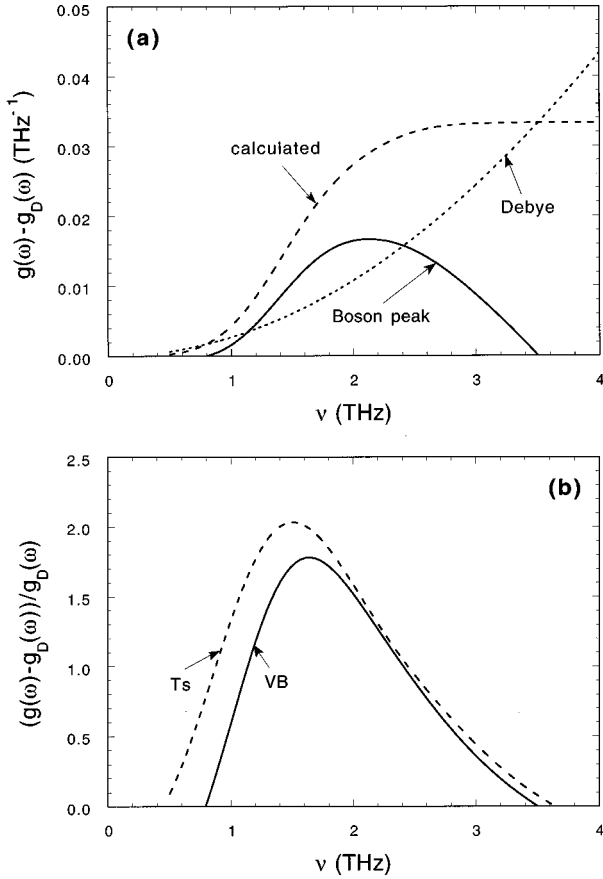 (a)
0.05
0.04
0.03
0.02
0.01
0.00
g(ω)-g_D(ω) (THz⁻¹)
calculated
Debye
Boson peak
0 1 2 3 4
ν (THz)
(b)
2.5
2.0
1.5
1.0
0.5
0.0
(g(ω)-g_D(ω))/g_D(ω)
Ts
VB
0 1 2 3 4
ν (THz)